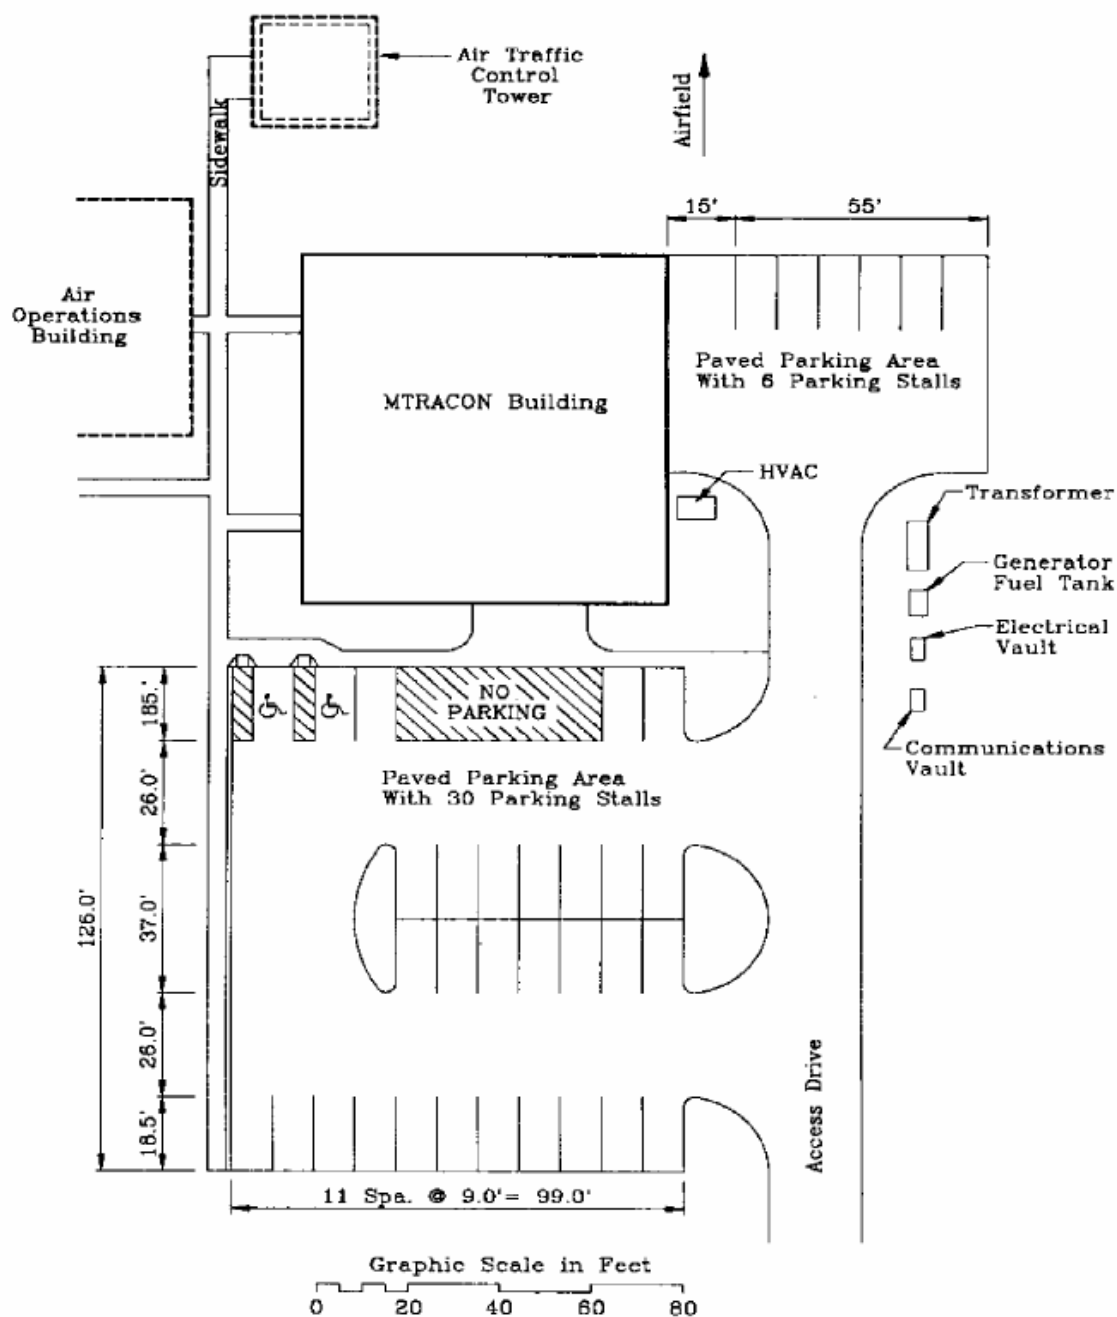 Air Traffic
Control
Tower
Airfield
Sidewalk
15'
55'
Air
Operations
Building
MTRACON Building
Paved Parking Area
With 6 Parking Stalls
HVAC
Transformer
Generator
Fuel Tank
Electrical
Vault
Communications
Vault
NO
PARKING
Paved Parking Area
With 30 Parking Stalls
185.'
26.0'
37.0'
26.0'
18.5'
126.0'
Access Drive
11 Spa. @ 9.0'= 99.0'
Graphic Scale in Feet
0 20 40 60 80